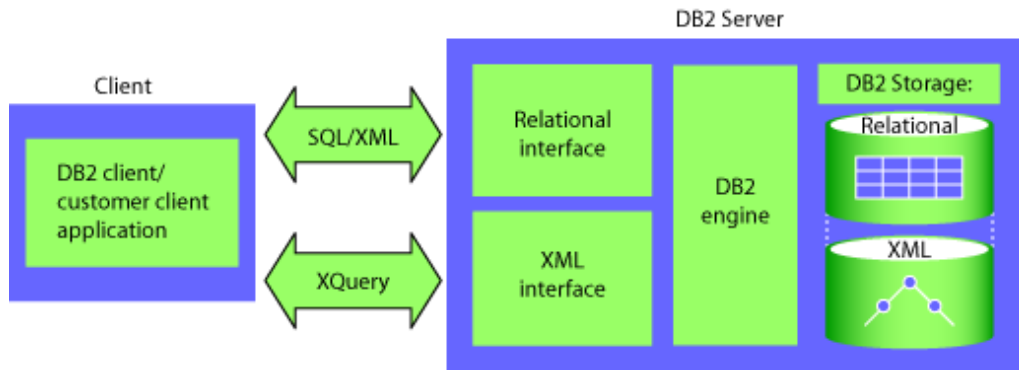 DB2 Server
Client
DB2 client/
customer client
application
SQL/XML
XQuery
Relational
interface
XML
interface
DB2
engine
DB2 Storage:
Relational
XML